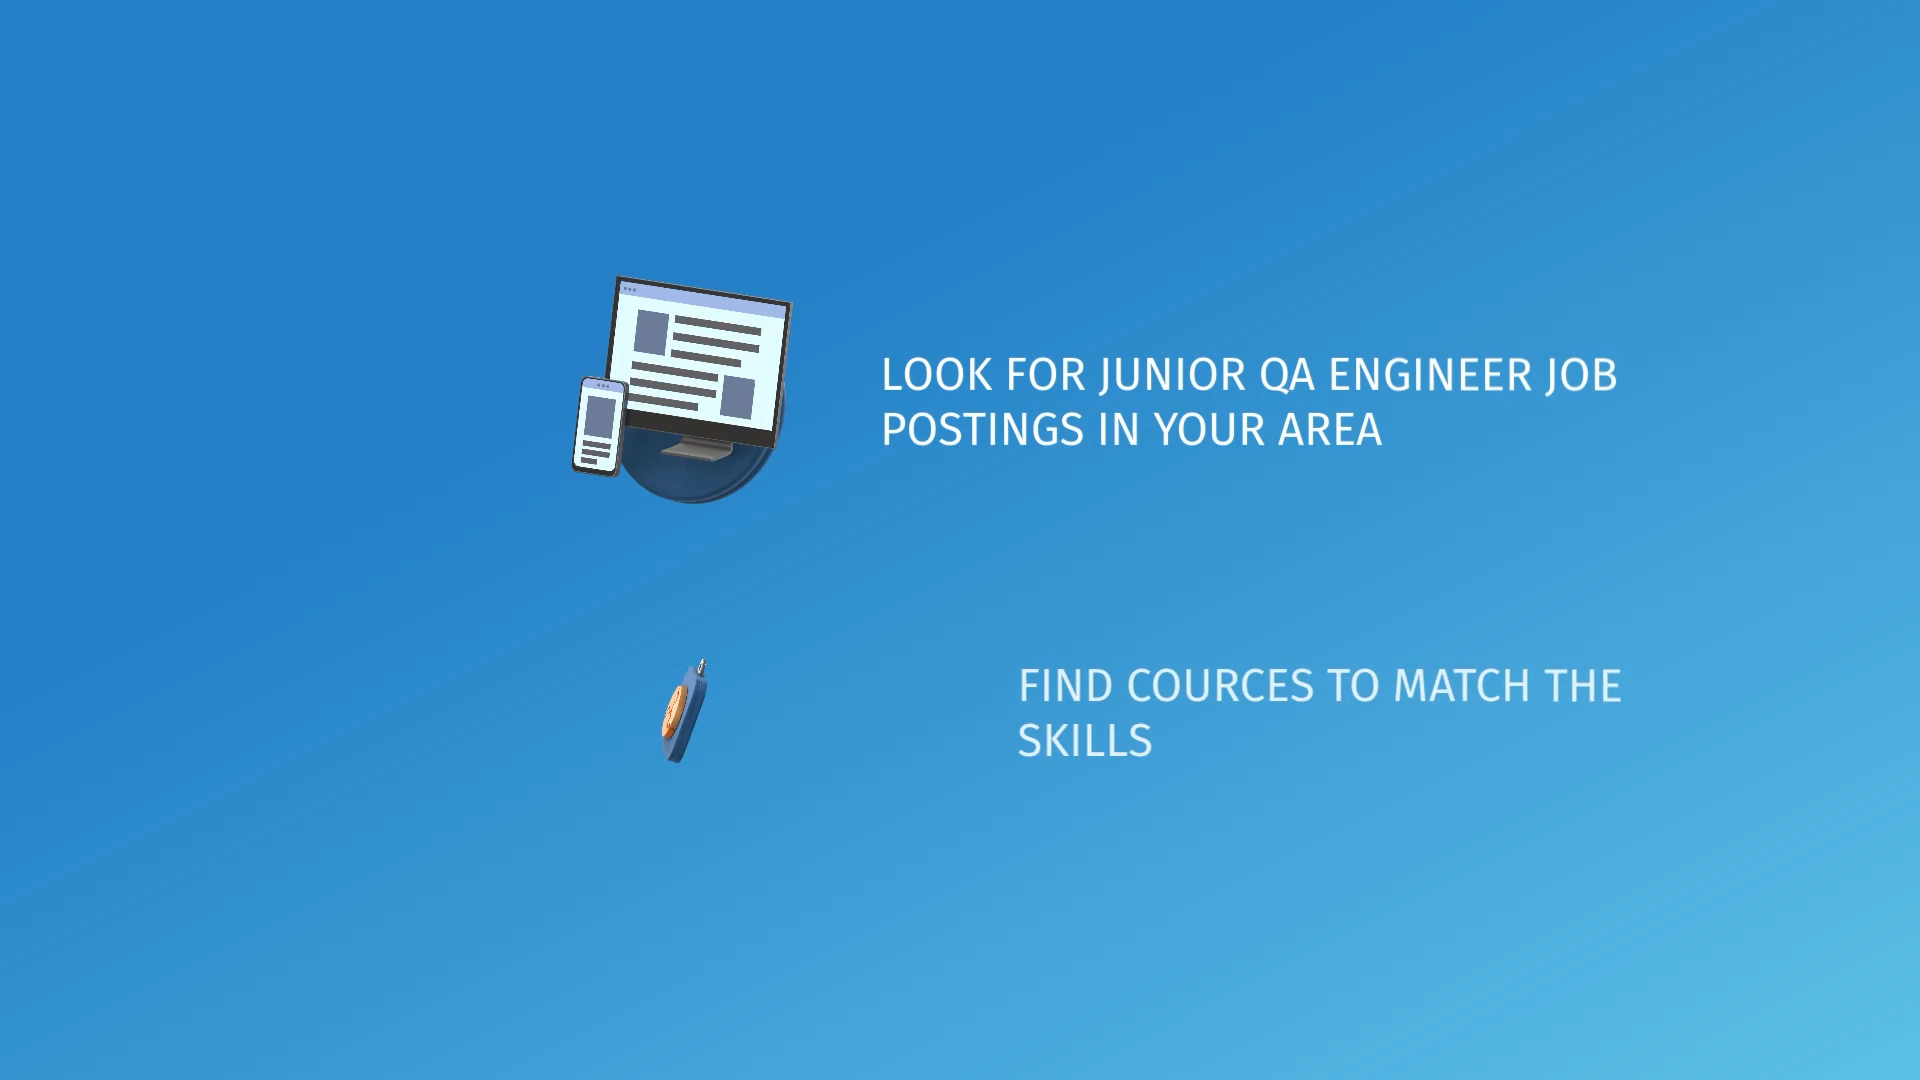 LOOK FOR JUNIOR QA ENGINEER JOB
POSTINGS IN YOUR AREA
FIND COURCES TO MATCH THE
SKILLS